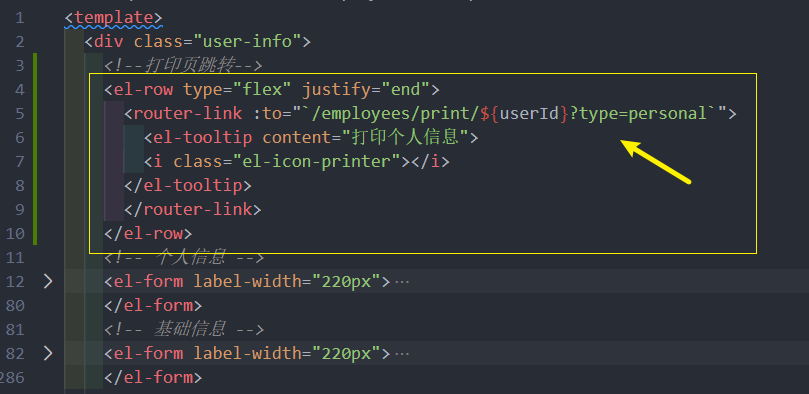 1 <template>
2 <div class="user-info">
3 <!--打印页跳转-->
4 <el-row type="flex" justify="end">
5 <router-link :to="`/employees/print/${userId}?type=personal`">
6 <el-tooltip content="打印个人信息">
7 <i class="el-icon-printer"></i>
8 </el-tooltip>
9 </router-link>
10 </el-row>
11 <!-- 个人信息 -->
12 <el-form label-width="220px">…
80 </el-form>
81 <!-- 基础信息 -->
82 <el-form label-width="220px">…
286 </el-form>